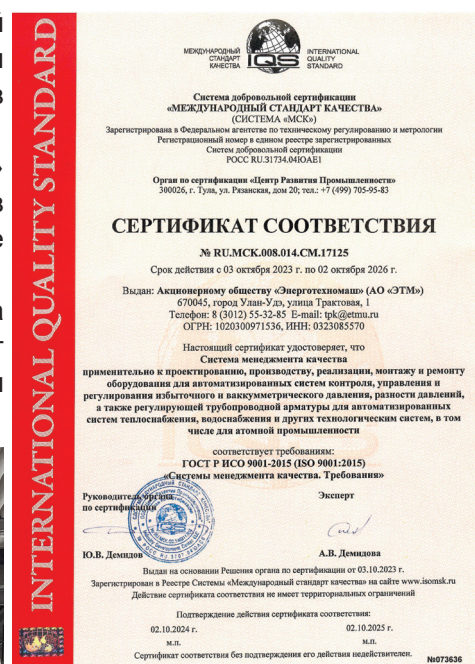 INTERNATIONAL QUALITY STANDARD
МЕЖДУНАРОДНЫЙ СТАНДАРТ КАЧЕСТВА
IQS
INTERNATIONAL QUALITY STANDARD
Система добровольной сертификации
«МЕЖДУНАРОДНЫЙ СТАНДАРТ КАЧЕСТВА»
(СИСТЕМА «МСК»)
Зарегистрирована в Федеральном агентстве по техническому регулированию и метрологии
Регистрационный номер в едином реестре зарегистрированных
Систем добровольной сертификации
РОСС RU.31734.04ЮАЕ1
Орган по сертификации «Центр Развития Промышленности»
300026, г. Тула, ул. Рязанская, дом 20; тел.: +7 (499) 705-95-83
СЕРТИФИКАТ СООТВЕТСТВИЯ
№ RU.МСК.008.014.СМ.17125
Срок действия с 03 октября 2023 г. по 02 октября 2026 г.
Выдан: Акционерному обществу «Энерготехномаш» (АО «ЭТМ»)
670045, город Улан-Удэ, улица Трактовая, 1
Телефон: 8 (3012) 55-32-85 E-mail: tpk@etmu.ru
ОГРН: 1020300971536, ИНН: 0323085570
Настоящий сертификат удостоверяет, что
Система менеджмента качества
применительно к проектированию, производству, реализации, монтажу и ремонту
оборудования для автоматизированных систем контроля, управления и
регулирования избыточного и ваккумметрического давления, разности давлений,
а также регулирующей трубопроводной арматуры для автоматизированных
систем теплоснабжения, водоснабжения и других технологическим систем, в том
числе для атомной промышленности
соответствует требованиям:
ГОСТ Р ИСО 9001-2015 (ISO 9001:2015)
«Системы менеджмента качества. Требования»
Руководитель органа
по сертификации
Эксперт
Ю.В. Демидов
А.В. Демидова
Выдан на основании Решения органа по сертификации от 03.10.2023 г.
Зарегистрирован в Реестре Системы «Международный стандарт качества» на сайте www.isomsk.ru
Действие сертификата соответствия не имеет территориальных ограничений
Подтверждение действия сертификата соответствия:
02.10.2024 г.
02.10.2025 г.
м.п.
м.п.
Сертификат соответствия без подтверждения его действия недействителен.
№073636